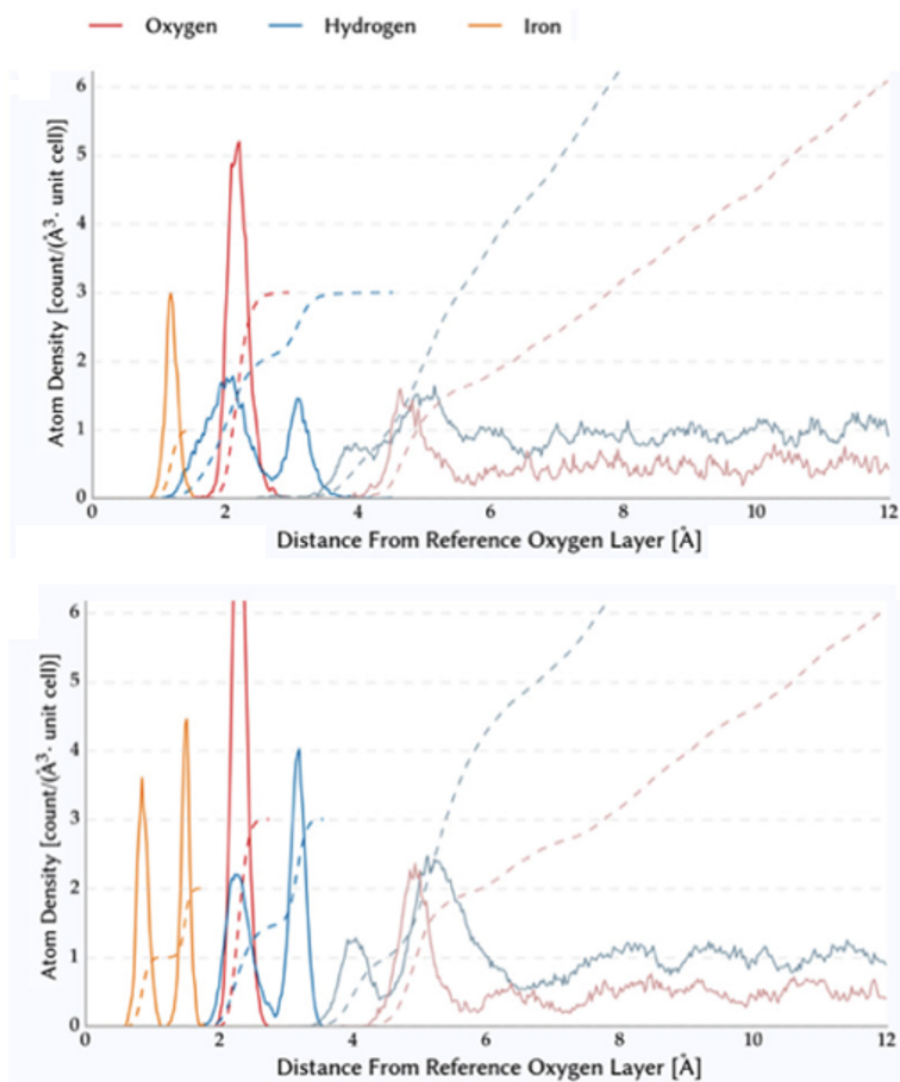 Oxygen Hydrogen Iron
6
5
4
3
2
1
0
Atom Density [count/(Å³· unit cell)]
0 2 4 6 8 10 12
Distance From Reference Oxygen Layer [Å]
6
5
4
3
2
1
0
Atom Density [count/(Å³· unit cell)]
0 2 4 6 8 10 12
Distance From Reference Oxygen Layer [Å]